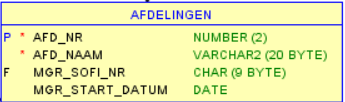 AFDELINGEN
P * AFD_NR NUMBER (2)
* AFD_NAAM VARCHAR2 (20 BYTE)
F MGR_SOFI_NR CHAR (9 BYTE)
MGR_START_DATUM DATE